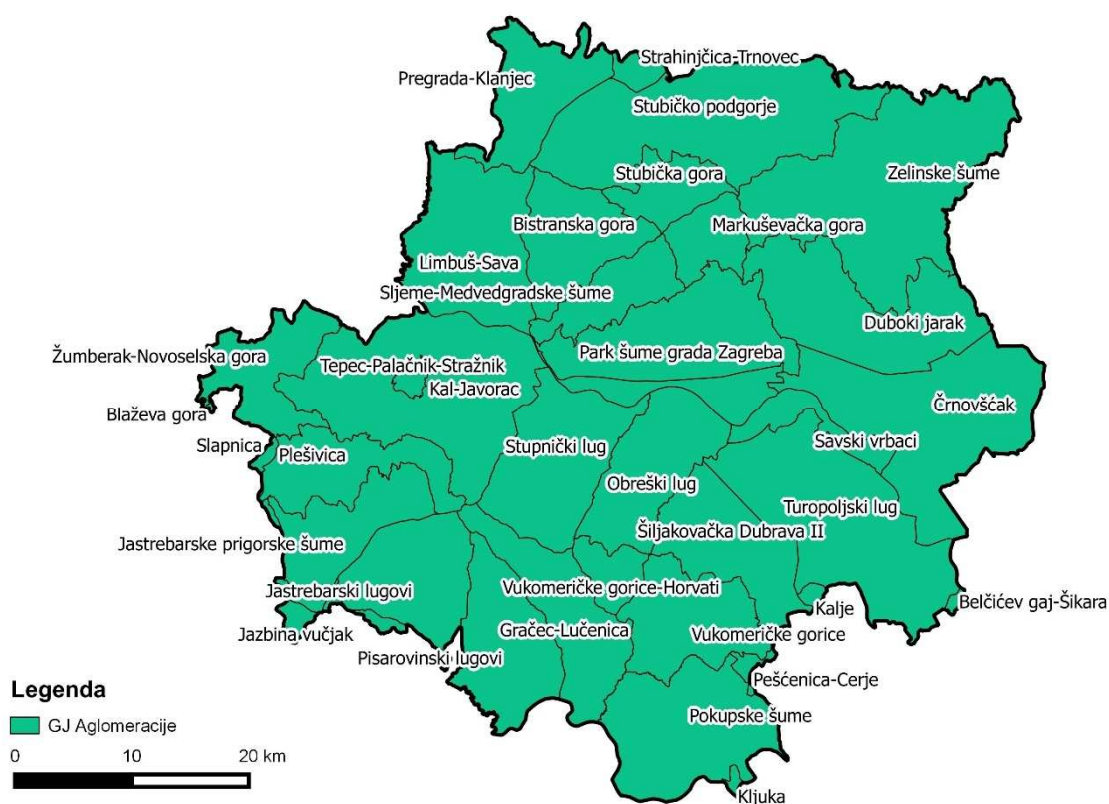 Strahinjčica-Trnovec
Pregrada-Klanjec
Stubičko podgorje
Stubička gora
Zelinske šume
Bistranska gora
Markuševačka gora
Limbuš-Sava
Sljeme-Medvedgradske šume
Duboki jarak
Park šume grada Zagreba
Žumberak-Novoselska gora
Tepec-Palačnik-Stražnik
Kal-Javorac
Črnovšćak
Blaževa gora
Slapnica
Plešivica
Stupnički lug
Savski vrbaci
Obreški lug
Turopoljski lug
Šiljakovačka Dubrava II
Jastrebarske prigorske šume
Jastrebarski lugovi
Vukomeričke gorice-Horvati
Kalje
Belčićev gaj-Šikara
Jazbina vučjak
Gračec-Lučenica
Vukomeričke gorice
Pisarovinski lugovi
Pešćenica-Cerje
Pokupske šume
Kljuka
Legenda
GJ Aglomeracije
0 10 20 km